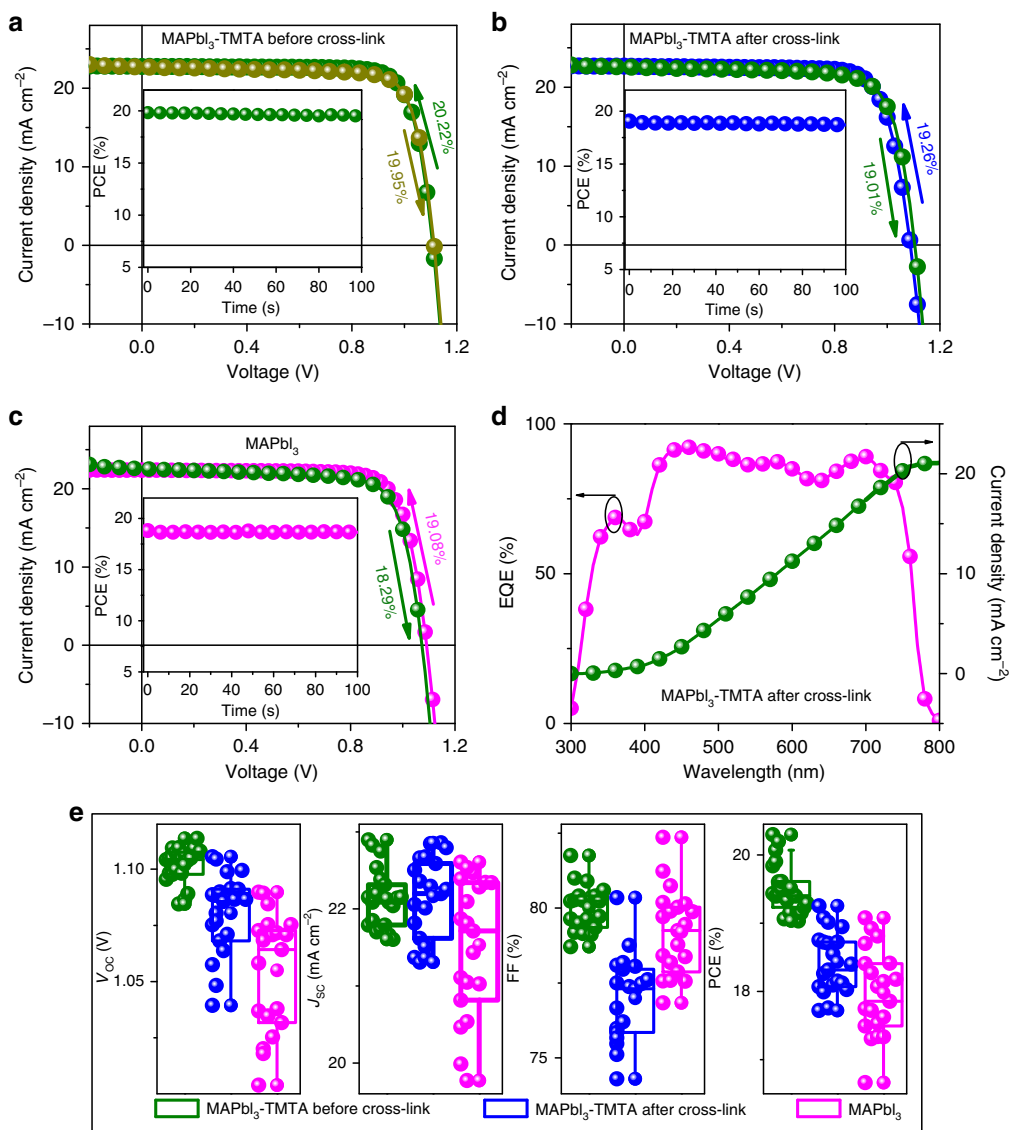 a
MAPbI3-TMTA before cross-link
Current density (mA cm−2)
20
10
0
−10
0.0
0.4
0.8
1.2
Voltage (V)
20.22%
19.95%
PCE (%)
20
15
10
5
0 20 40 60 80 100
Time (s)
b
MAPbI3-TMTA after cross-link
Current density (mA cm−2)
20
10
0
−10
0.0
0.4
0.8
1.2
Voltage (V)
19.26%
19.01%
PCE (%)
20
15
10
5
0 20 40 60 80 100
Time (s)
c
MAPbI3
Current density (mA cm−2)
20
10
0
−10
0.0
0.4
0.8
1.2
Voltage (V)
19.08%
18.29%
PCE (%)
20
15
10
5
0 20 40 60 80 100
Time (s)
d
EQE (%)
100
50
0
300 400 500 600 700 800
Wavelength (nm)
20
10
0
Current density (mA cm−2)
MAPbI3-TMTA after cross-link
e
VOC (V)
1.10
1.05
JSC (mA cm−2)
22
20
FF (%)
80
75
PCE (%)
20
18
MAPbI3-TMTA before cross-link
MAPbI3-TMTA after cross-link
MAPbI3